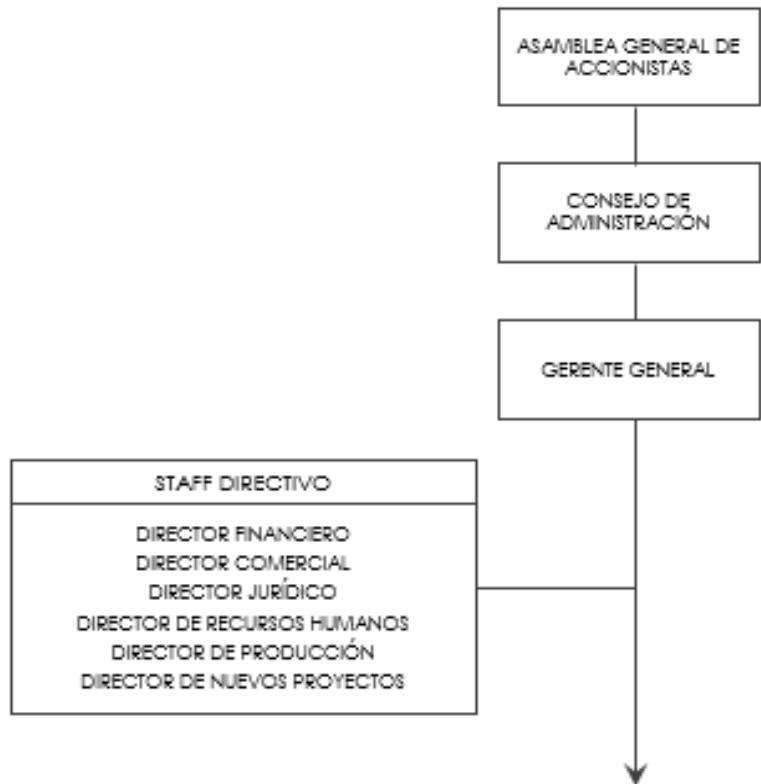 ASAMBLEA GENERAL DE
ACCIONISTAS
CONSEJO DE
ADMINISTRACIÓN
GERENTE GENERAL
STAFF DIRECTIVO
DIRECTOR FINANCIERO
DIRECTOR COMERCIAL
DIRECTOR JURÍDICO
DIRECTOR DE RECURSOS HUMANOS
DIRECTOR DE PRODUCCIÓN
DIRECTOR DE NUEVOS PROYECTOS